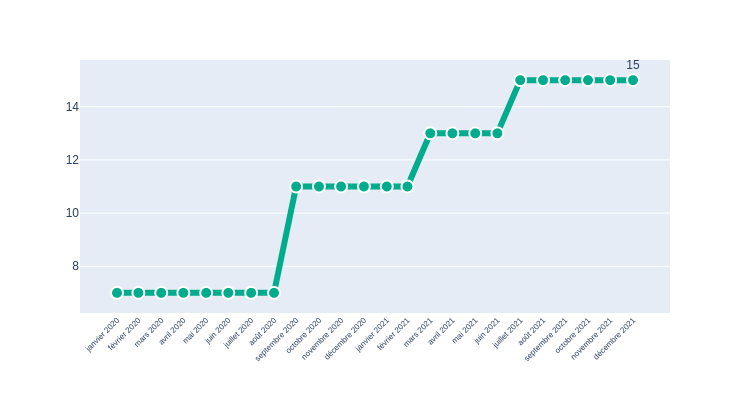 15
14
12
10
8
janvier 2020
février 2020
mars 2020
avril 2020
mai 2020
juin 2020
juillet 2020
août 2020
septembre 2020
octobre 2020
novembre 2020
décembre 2020
janvier 2021
février 2021
mars 2021
avril 2021
mai 2021
juin 2021
juillet 2021
août 2021
septembre 2021
octobre 2021
novembre 2021
décembre 2021